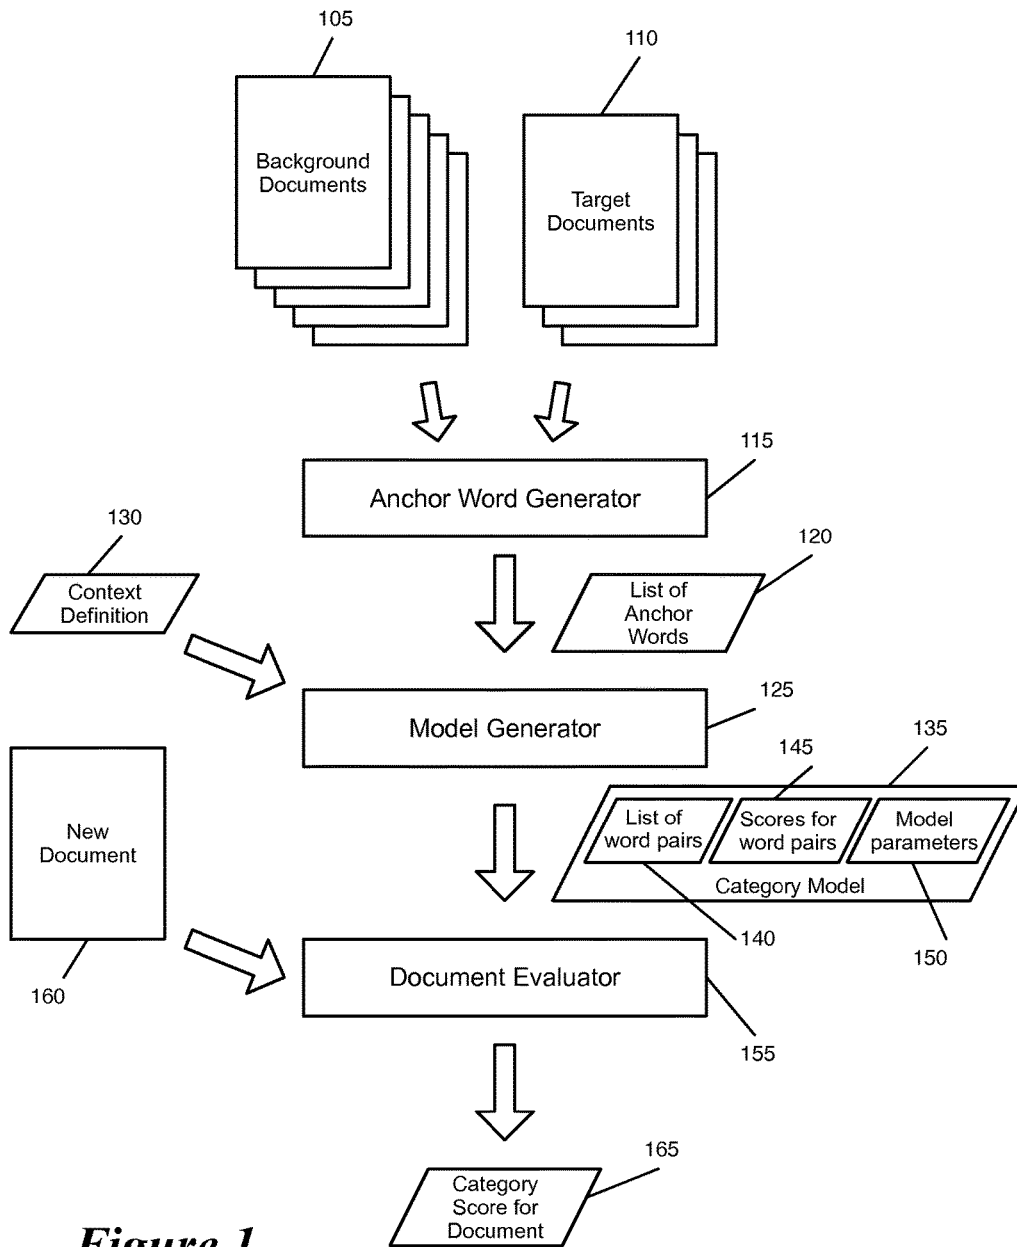 105
110
Background
Documents
Target
Documents
115
Anchor Word Generator
130
120
Context
Definition
List of
Anchor
Words
125
Model Generator
135
145
New
Document
List of
word pairs
Scores for
word pairs
Model
parameters
Category Model
140
150
Document Evaluator
160
155
165
Category
Score for
Document
Figure 1